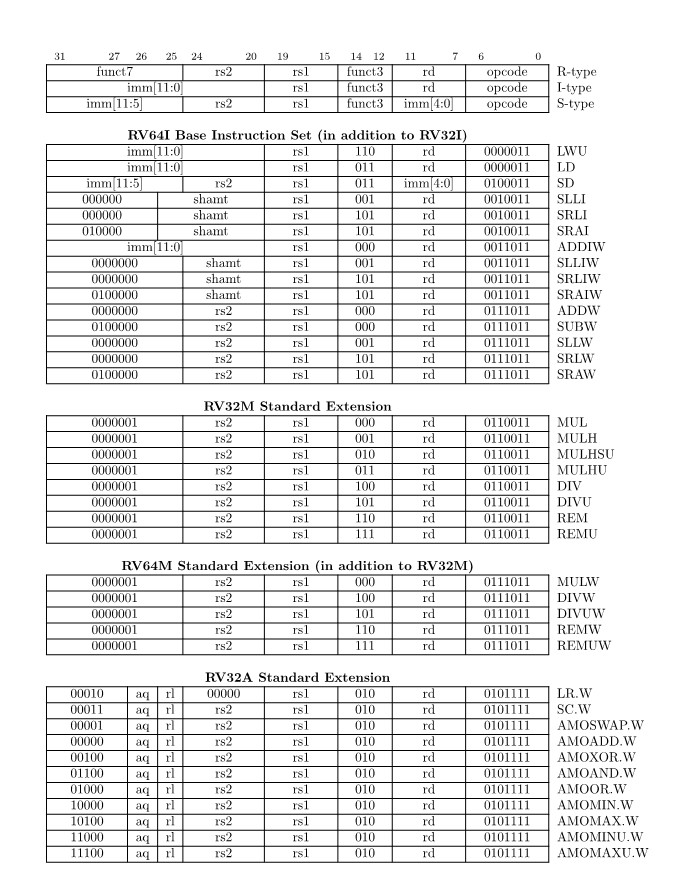 31 27 26 25 24 20 19 15 14 12 11 7 6 0
funct7 rs2 rs1 funct3 rd opcode R-type
imm[11:0] rs1 funct3 rd opcode I-type
imm[11:5] rs2 rs1 funct3 imm[4:0] opcode S-type
RV64I Base Instruction Set (in addition to RV32I)
imm[11:0] rs1 110 rd 0000011 LWU
imm[11:0] rs1 011 rd 0000011 LD
imm[11:5] rs2 rs1 011 imm[4:0] 0100011 SD
000000 shamt rs1 001 rd 0010011 SLLI
000000 shamt rs1 101 rd 0010011 SRLI
010000 shamt rs1 101 rd 0010011 SRAI
imm[11:0] rs1 000 rd 0011011 ADDIW
0000000 shamt rs1 001 rd 0011011 SLLIW
0000000 shamt rs1 101 rd 0011011 SRLIW
0100000 shamt rs1 101 rd 0011011 SRAIW
0000000 rs2 rs1 000 rd 0111011 ADDW
0100000 rs2 rs1 000 rd 0111011 SUBW
0000000 rs2 rs1 001 rd 0111011 SLLW
0000000 rs2 rs1 101 rd 0111011 SRLW
0100000 rs2 rs1 101 rd 0111011 SRAW
RV32M Standard Extension
0000001 rs2 rs1 000 rd 0110011 MUL
0000001 rs2 rs1 001 rd 0110011 MULH
0000001 rs2 rs1 010 rd 0110011 MULHSU
0000001 rs2 rs1 011 rd 0110011 MULHU
0000001 rs2 rs1 100 rd 0110011 DIV
0000001 rs2 rs1 101 rd 0110011 DIVU
0000001 rs2 rs1 110 rd 0110011 REM
0000001 rs2 rs1 111 rd 0110011 REMU
RV64M Standard Extension (in addition to RV32M)
0000001 rs2 rs1 000 rd 0111011 MULW
0000001 rs2 rs1 100 rd 0111011 DIVW
0000001 rs2 rs1 101 rd 0111011 DIVUW
0000001 rs2 rs1 110 rd 0111011 REMW
0000001 rs2 rs1 111 rd 0111011 REMUW
RV32A Standard Extension
00010 aq rl 00000 rs1 010 rd 0101111 LR.W
00011 aq rl rs2 rs1 010 rd 0101111 SC.W
00001 aq rl rs2 rs1 010 rd 0101111 AMOSWAP.W
00000 aq rl rs2 rs1 010 rd 0101111 AMOADD.W
00100 aq rl rs2 rs1 010 rd 0101111 AMOXOR.W
01100 aq rl rs2 rs1 010 rd 0101111 AMOAND.W
01000 aq rl rs2 rs1 010 rd 0101111 AMOOR.W
10000 aq rl rs2 rs1 010 rd 0101111 AMOMIN.W
10100 aq rl rs2 rs1 010 rd 0101111 AMOMAX.W
11000 aq rl rs2 rs1 010 rd 0101111 AMOMINU.W
11100 aq rl rs2 rs1 010 rd 0101111 AMOMAXU.W